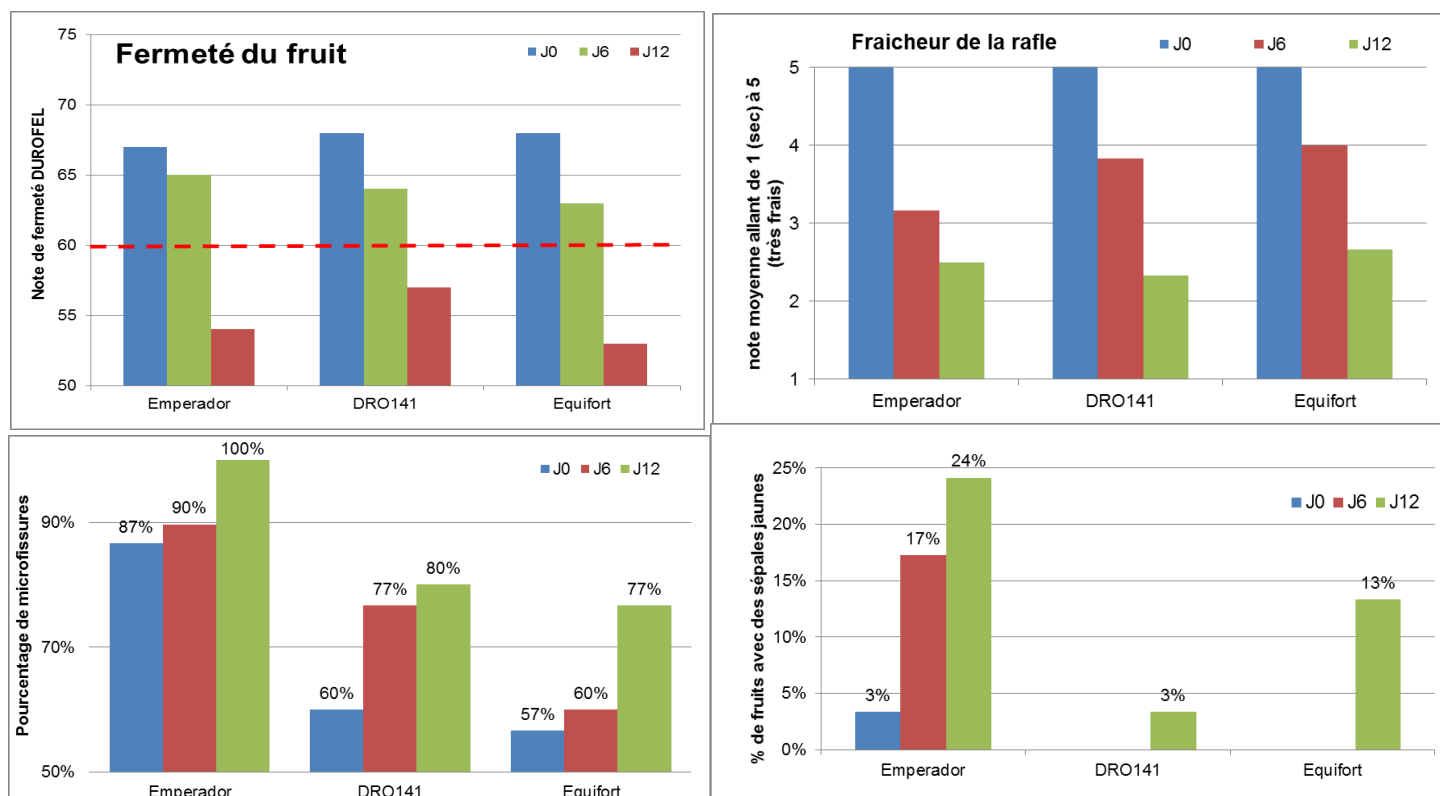 Fermeté du fruit
J0 J6 J12
Note de fermeté DUROFEL
75
70
65
60
55
50
Emperador DRO141 Equifort
Fraicheur de la rafle
J0 J6 J12
note moyenne allant de 1 (sec) à 5
(très frais)
5
4
3
2
1
Emperador DRO141 Equifort
J0 J6 J12
Pourcentage de microfissures
90%
70%
50%
87% 90% 100%
60% 77% 80%
57% 60% 77%
Emperador DRO141 Equifort
J0 J6 J12
% de fruits avec des sépales jaunes
25%
20%
15%
10%
5%
0%
3% 17% 24%
3%
13%
Emperador DRO141 Equifort